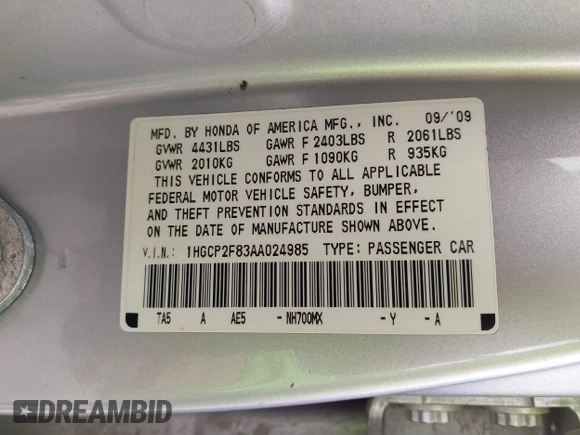 MFD. BY HONDA OF AMERICA MFG., INC. 09/'09
GVWR 4431LBS GAWR F 2403LBS R 2061LBS
GVWR 2010KG GAWR F 1090KG R 935KG
THIS VEHICLE CONFORMS TO ALL APPLICABLE
FEDERAL MOTOR VEHICLE SAFETY, BUMPER,
AND THEFT PREVENTION STANDARDS IN EFFECT
ON THE DATE OF MANUFACTURE SHOWN ABOVE.
V.I.N.: 1HGCP2F83AA024985 TYPE: PASSENGER CAR
TA5 A AE5 -NH700MX -Y -A
DREAMBID